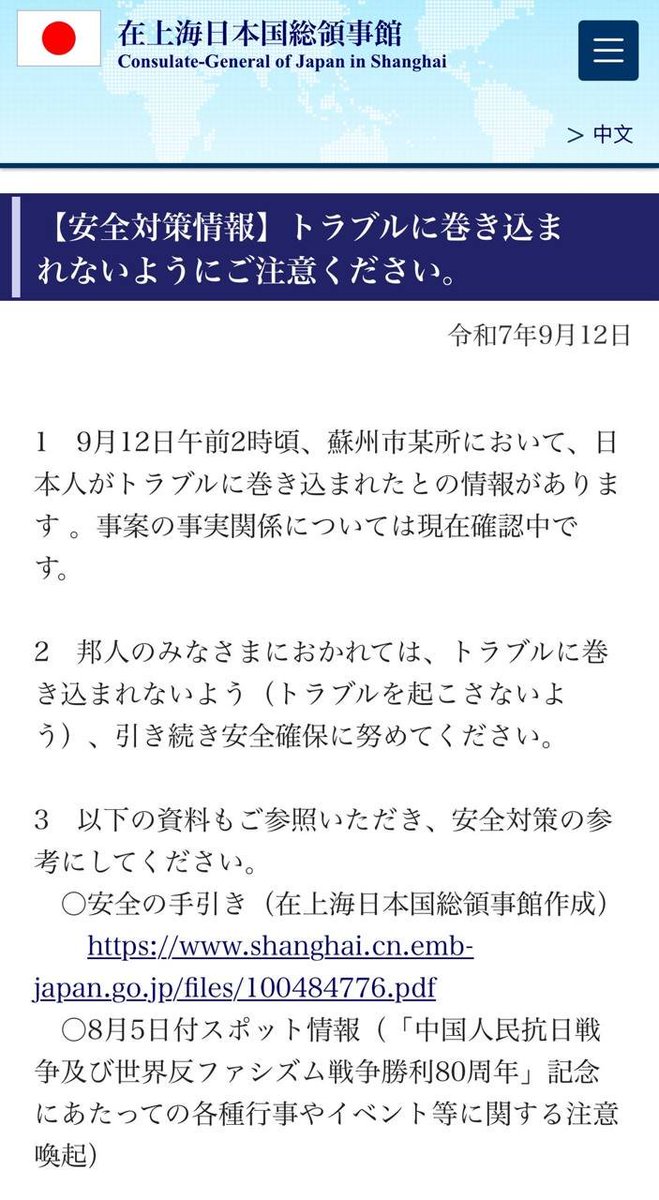 在上海日本国総領事館
Consulate-General of Japan in Shanghai
＞ 中文
【安全対策情報】トラブルに巻き込ま
れないようにご注意ください。
令和7年9月12日
1　9月12日午前2時頃、蘇州市某所において、日
本人がトラブルに巻き込まれたとの情報がありま
す 。事案の事実関係については現在確認中で
す。
2　邦人のみなさまにおかれては、トラブルに巻
き込まれないよう（トラブルを起こさないよ
う）、引き続き安全確保に努めてください。
3　以下の資料もご参照いただき、安全対策の参
考にしてください。
○安全の手引き（在上海日本国総領事館作成）
https://www.shanghai.cn.emb-
japan.go.jp/files/100484776.pdf
○8月5日付スポット情報（「中国人民抗日戦
争及び世界反ファシズム戦争勝利80周年」記念
にあたっての各種行事やイベント等に関する注意
喚起）